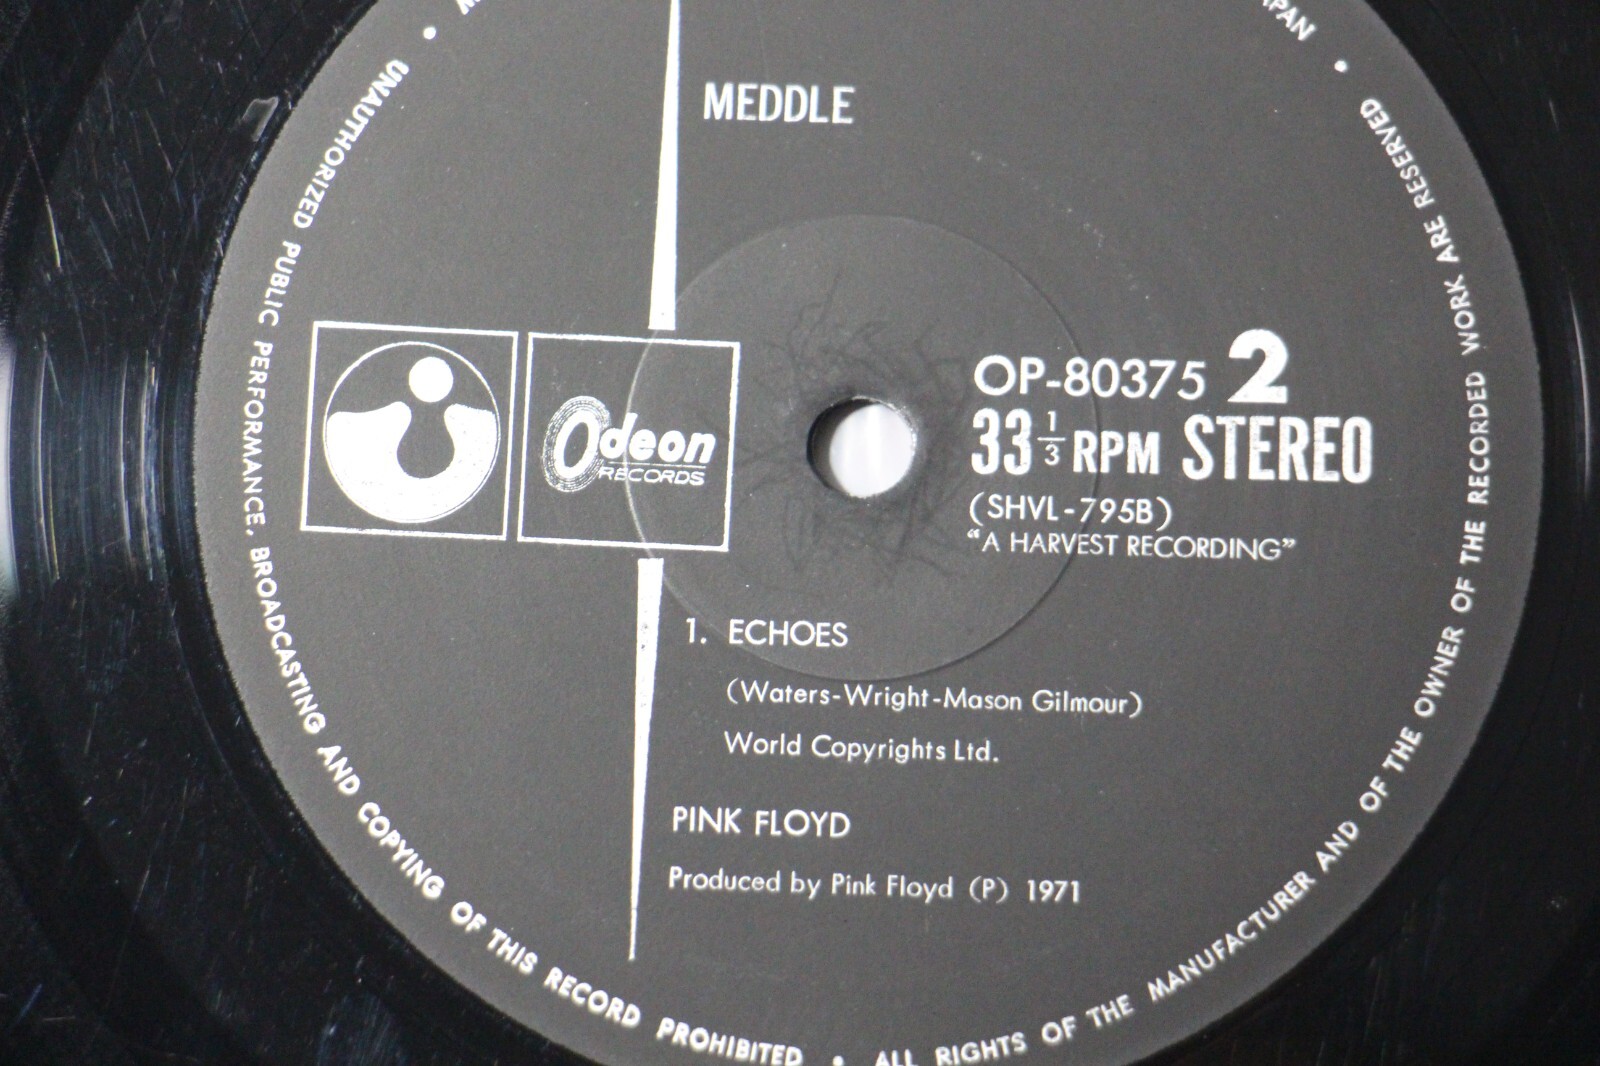 MEDDLE
Odeon
RECORDS
OP-80375 2
33 1/3 RPM STEREO
(SHVL-795B)
“A HARVEST RECORDING”
1. ECHOES
(Waters-Wright-Mason Gilmour)
World Copyrights Ltd.
PINK FLOYD
Produced by Pink Floyd (P) 1971
• ALL RIGHTS OF THE MANUFACTURER AND OF THE OWNER OF THE RECORDED WORK ARE RESERVED •
UNAUTHORIZED PUBLIC PERFORMANCE, BROADCASTING AND COPYING OF THIS RECORD PROHIBITED